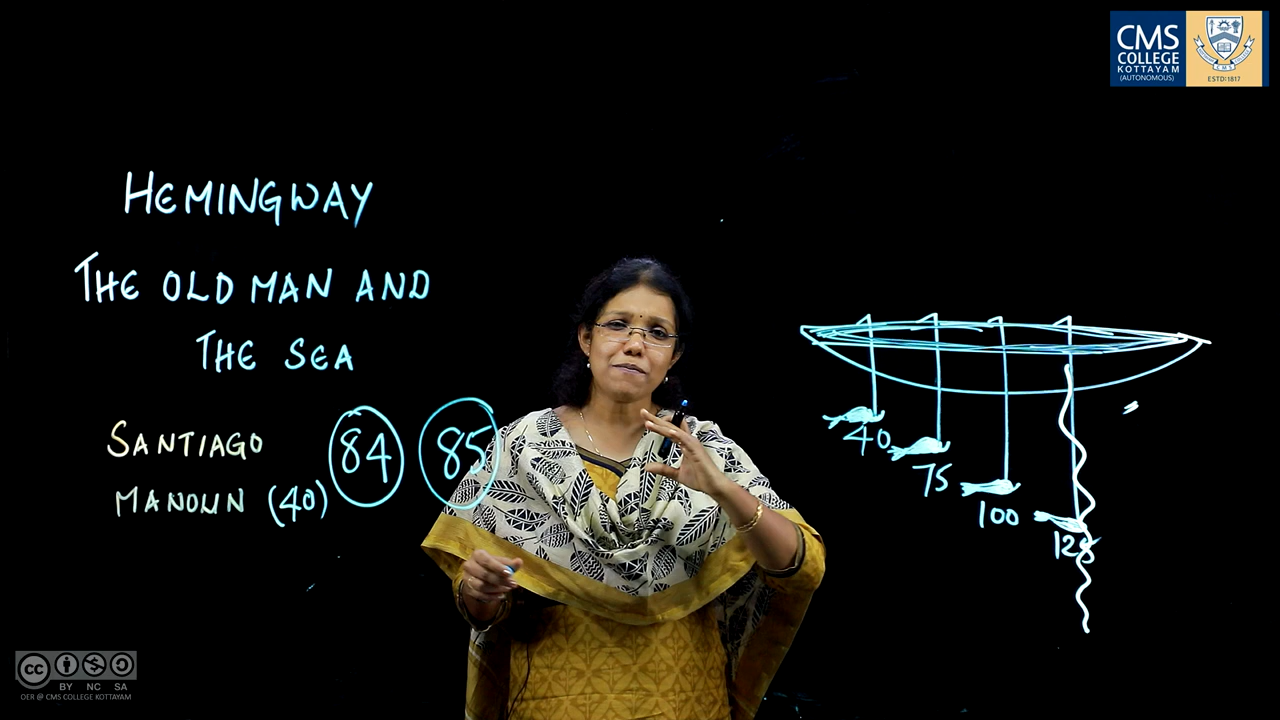 CMS
COLLEGE
KOTTAYAM
(AUTONOMOUS)
ESTD:1817
HEMINGWAY
THE OLD MAN AND
THE SEA
SANTIAGO
84
85
MANOLIN (40)
40
75
100
125
BY NC SA
OER @ CMS COLLEGE KOTTAYAM